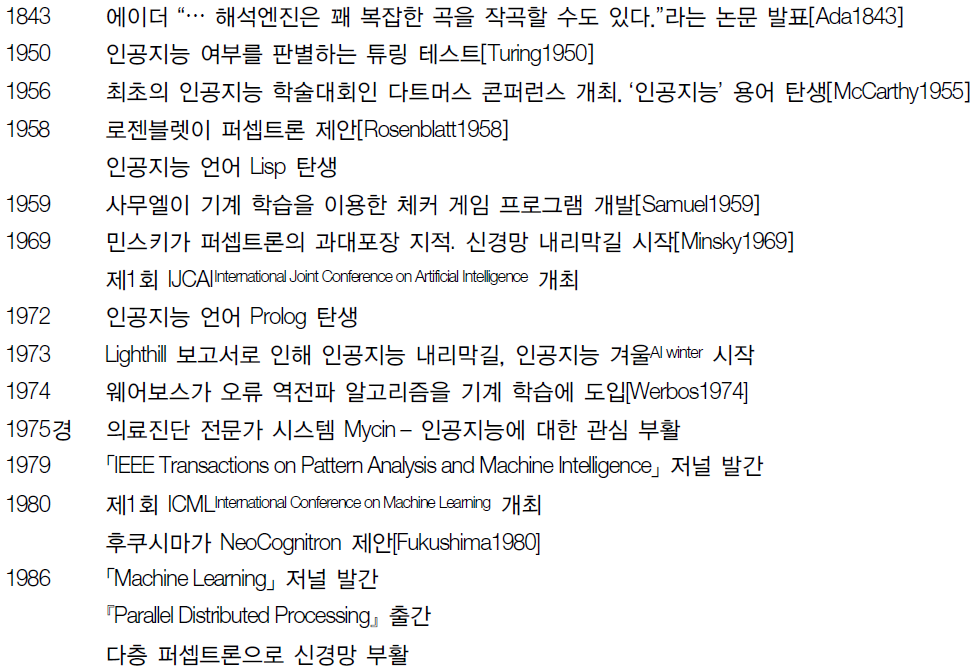 1843 에이더 “… 해석엔진은 꽤 복잡한 곡을 작곡할 수도 있다.”라는 논문 발표[Ada1843]
1950 인공지능 여부를 판별하는 튜링 테스트[Turing1950]
1956 최초의 인공지능 학술대회인 다트머스 콘퍼런스 개최. ‘인공지능’ 용어 탄생[McCarthy1955]
1958 로젠블렛이 퍼셉트론 제안[Rosenblatt1958]
인공지능 언어 Lisp 탄생
1959 사무엘이 기계 학습을 이용한 체커 게임 프로그램 개발[Samuel1959]
1969 민스키가 퍼셉트론의 과대포장 지적. 신경망 내리막길 시작[Minsky1969]
제1회 IJCAI International Joint Conference on Artificial Intelligence 개최
1972 인공지능 언어 Prolog 탄생
1973 Lighthill 보고서로 인해 인공지능 내리막길, 인공지능 겨울AI winter 시작
1974 웨어보스가 오류 역전파 알고리즘을 기계 학습에 도입[Werbos1974]
1975경 의료진단 전문가 시스템 Mycin – 인공지능에 대한 관심 부활
1979 「IEEE Transactions on Pattern Analysis and Machine Intelligence」 저널 발간
1980 제1회 ICML International Conference on Machine Learning 개최
후쿠시마가 NeoCognitron 제안[Fukushima1980]
1986 「Machine Learning」 저널 발간
『Parallel Distributed Processing』 출간
다층 퍼셉트론으로 신경망 부활